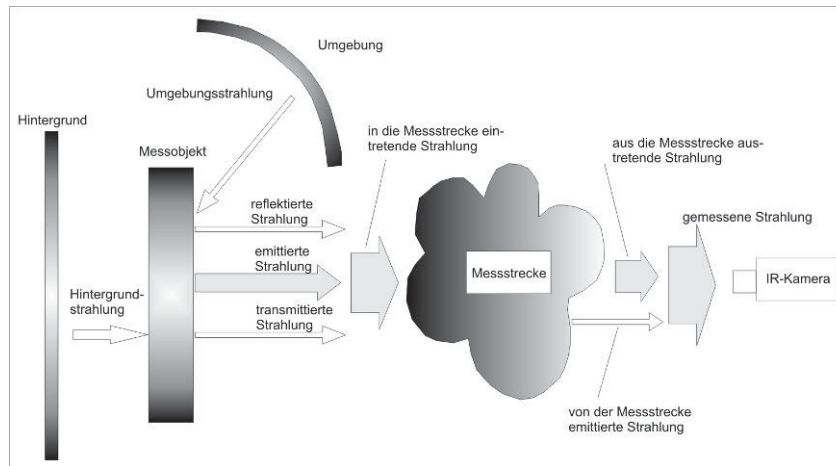 Umgebung
Umgebungsstrahlung
Hintergrund
Messobjekt
in die Messstrecke ein-
tretende Strahlung
aus die Messstrecke aus-
tretende Strahlung
reflektierte
Strahlung
gemessene Strahlung
emittierte
Strahlung
Messstrecke
IR-Kamera
Hintergrund-
strahlung
transmittierte
Strahlung
von der Messstrecke
emittierte Strahlung